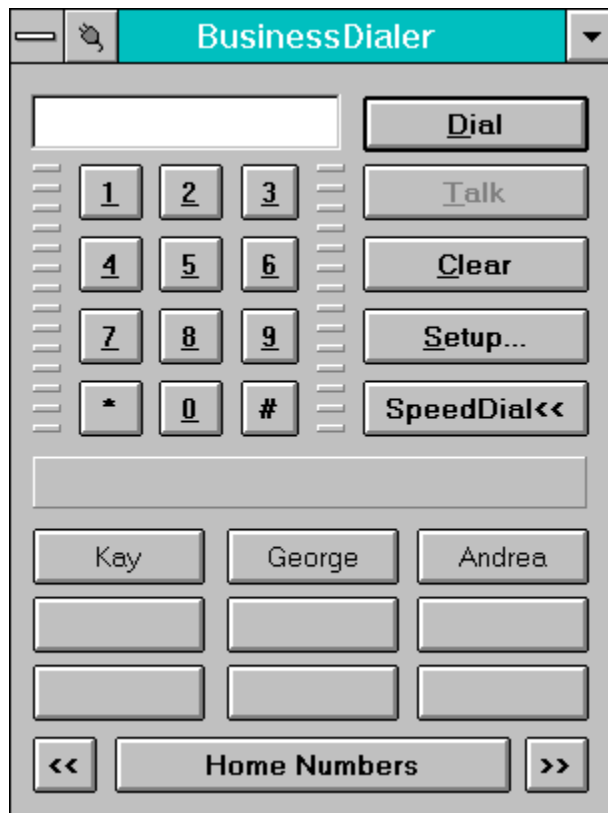 BusinessDialer
Dial
1 2 3 Talk
4 5 6 Clear
7 8 9 Setup...
* 0 # SpeedDial<<
Kay George Andrea
<< Home Numbers >>